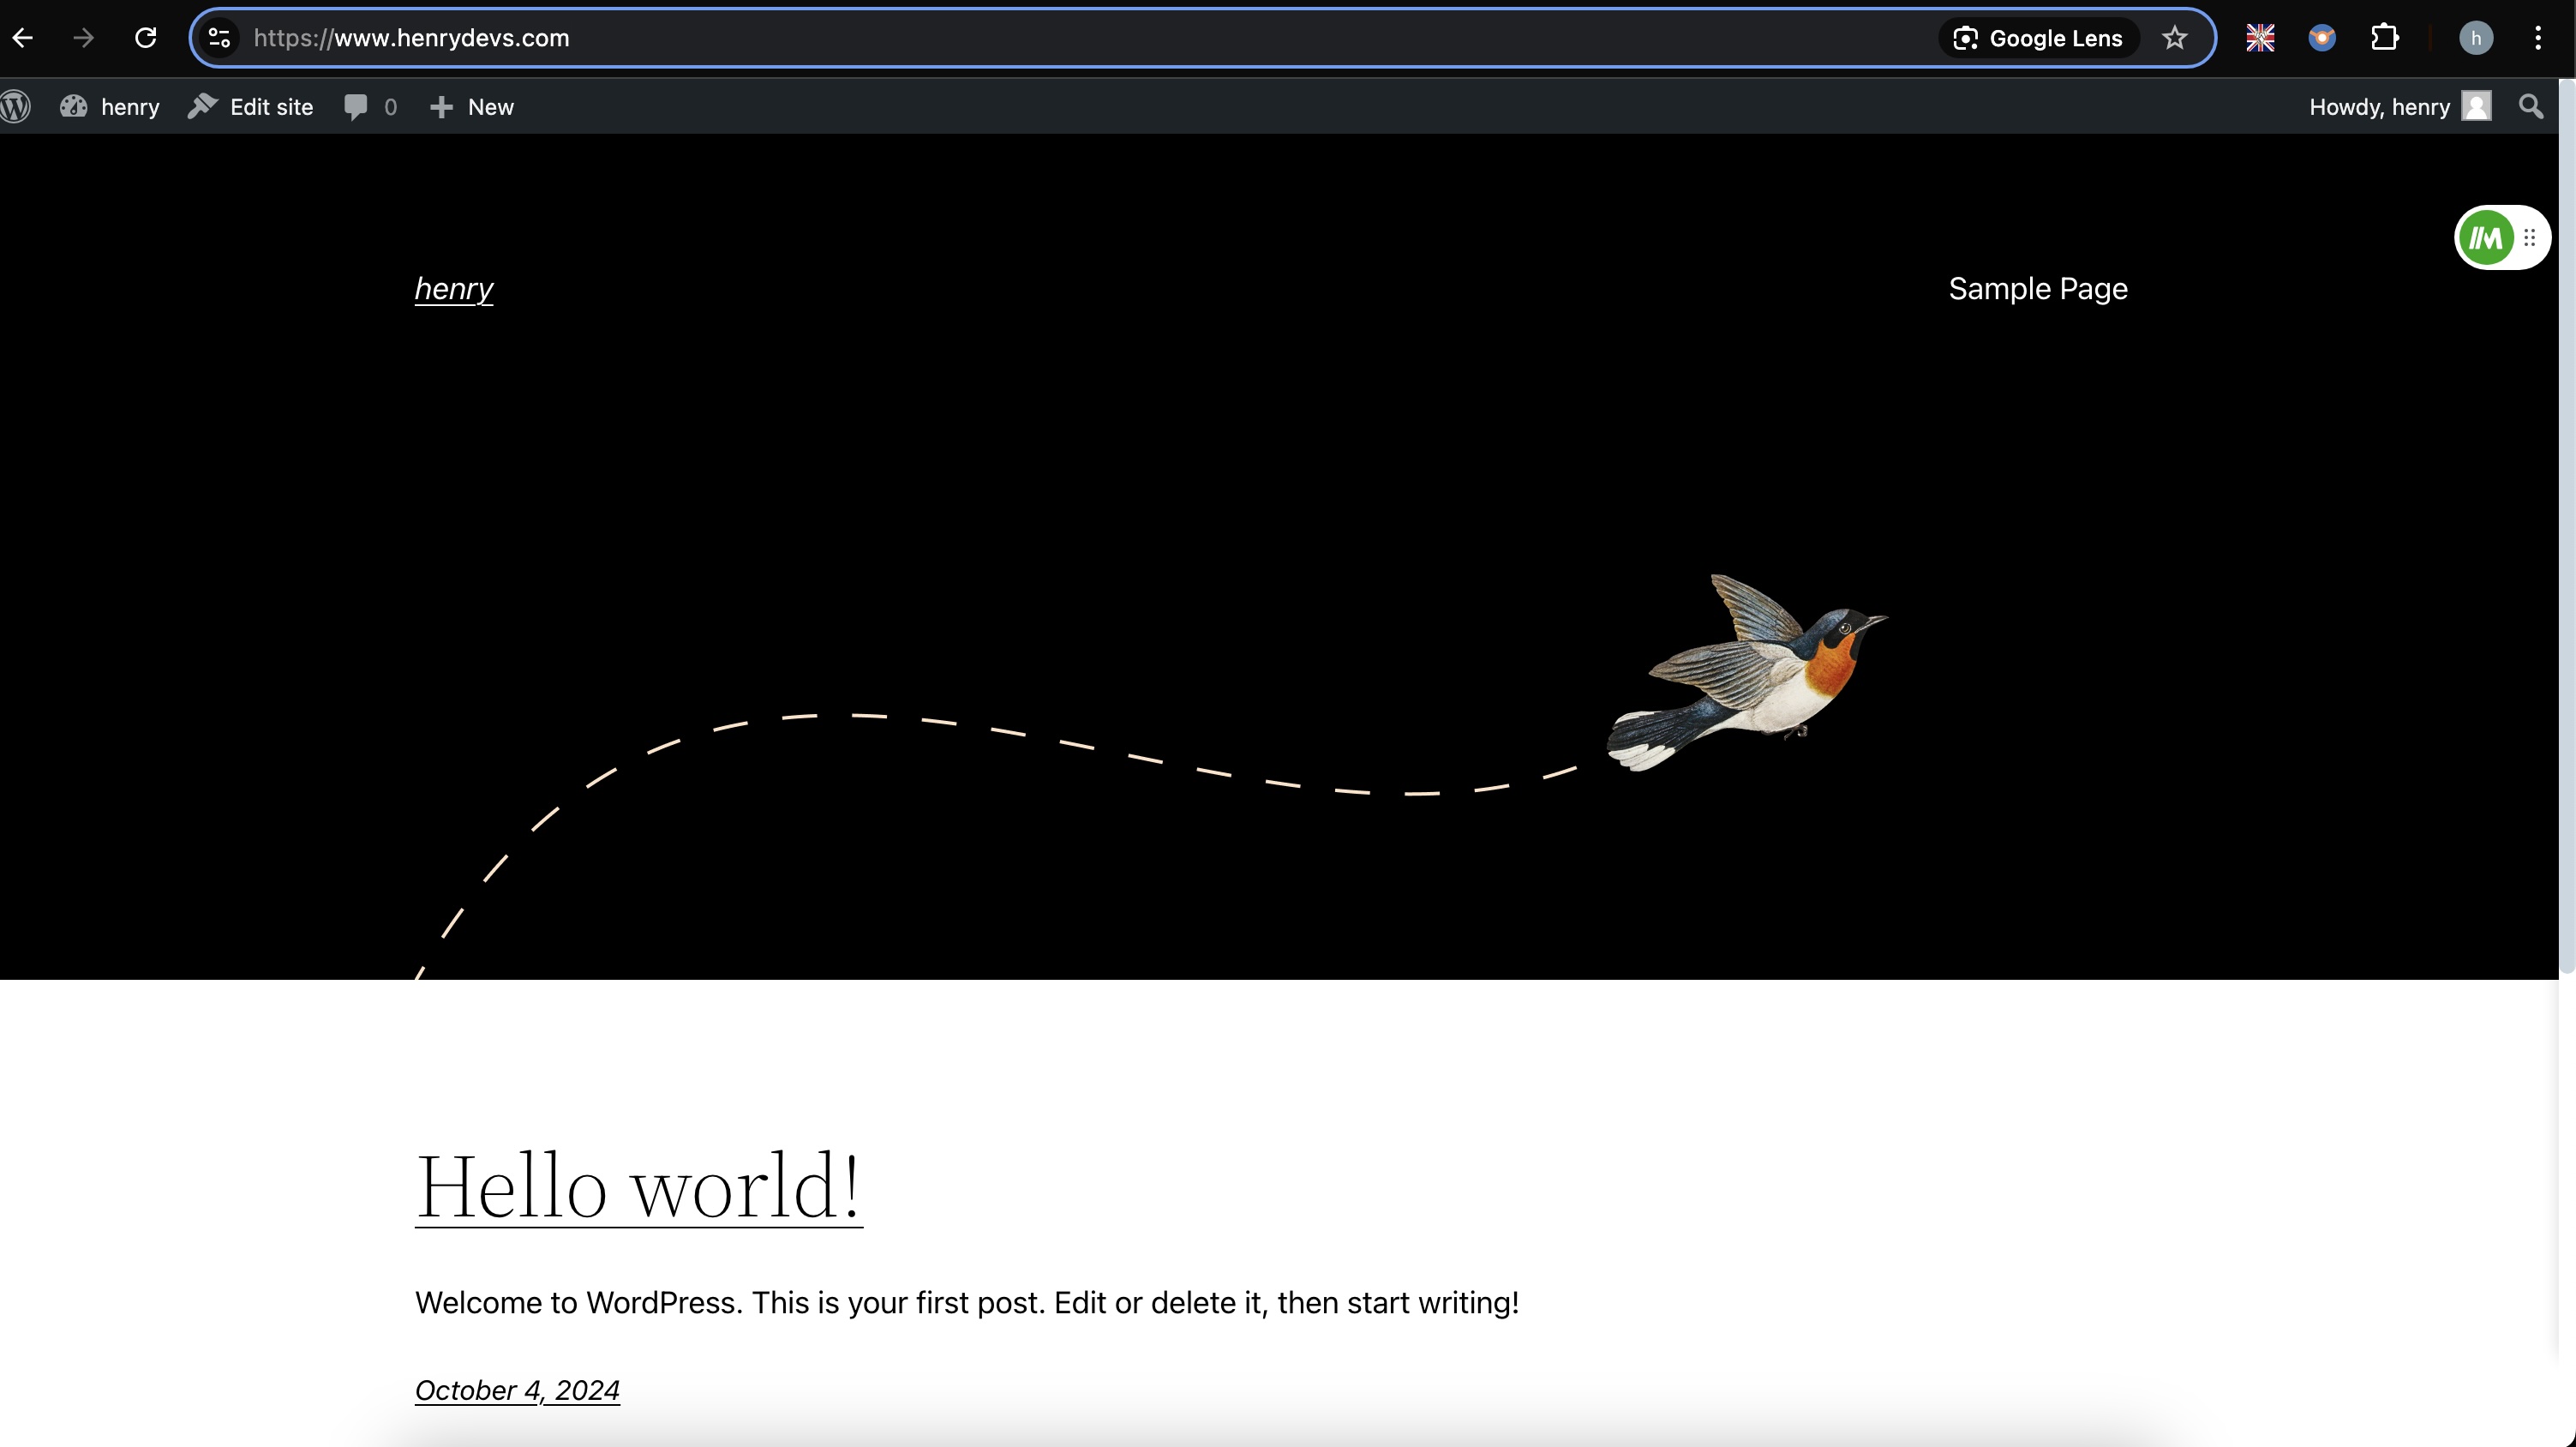 https://www.henrydevs.com
Google Lens
h
henry
Edit site
0
New
Howdy, henry
henry
Sample Page
Hello world!
Welcome to WordPress. This is your first post. Edit or delete it, then start writing!
October 4, 2024